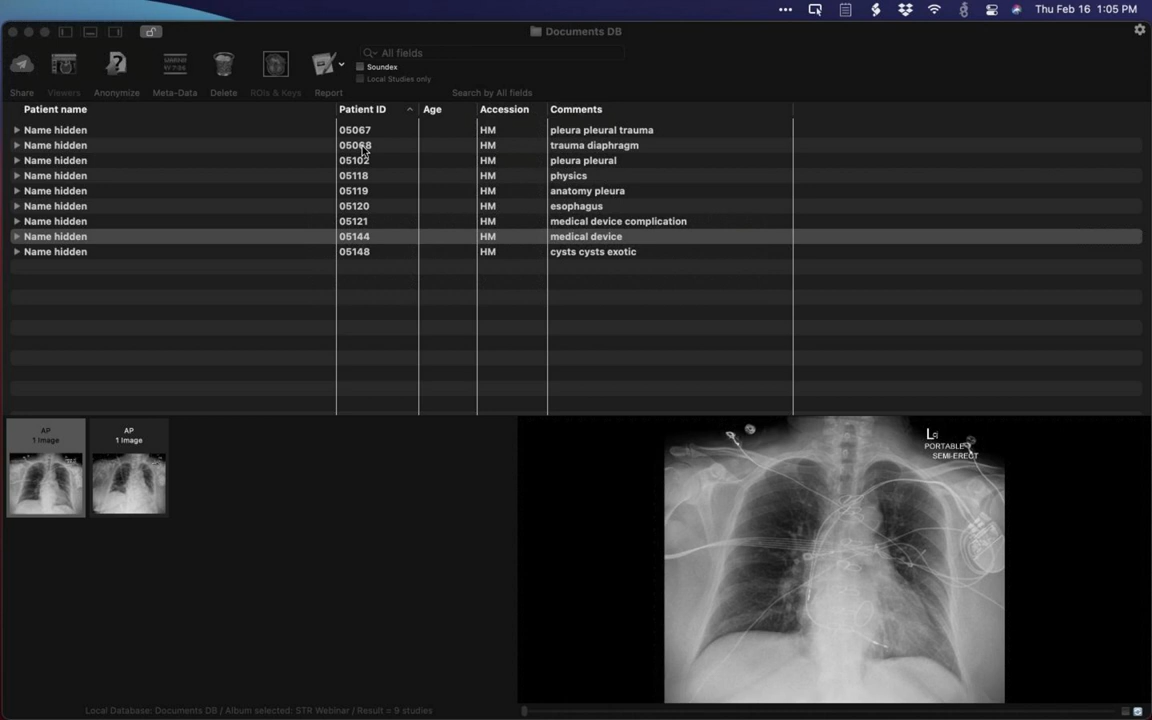 Thu Feb 16 1:05 PM
Documents DB
All fields
Soundex
Local Studies only
Share Viewers Anonymize Meta-Data Delete ROIs & Keys Report Search by All fields
Patient name Patient ID Age Accession Comments
Name hidden 05067 HM pleura pleural trauma
Name hidden 05068 HM trauma diaphragm
Name hidden 05102 HM pleura pleural
Name hidden 05118 HM physics
Name hidden 05119 HM anatomy pleura
Name hidden 05120 HM esophagus
Name hidden 05121 HM medical device complication
Name hidden 05144 HM medical device
Name hidden 05148 HM cysts cysts exotic
AP AP
1 Image 1 Image
PORTABLE
SEMI-ERECT
Local Database: Documents DB / Album selected: STR Webinar / Result = 9 studies